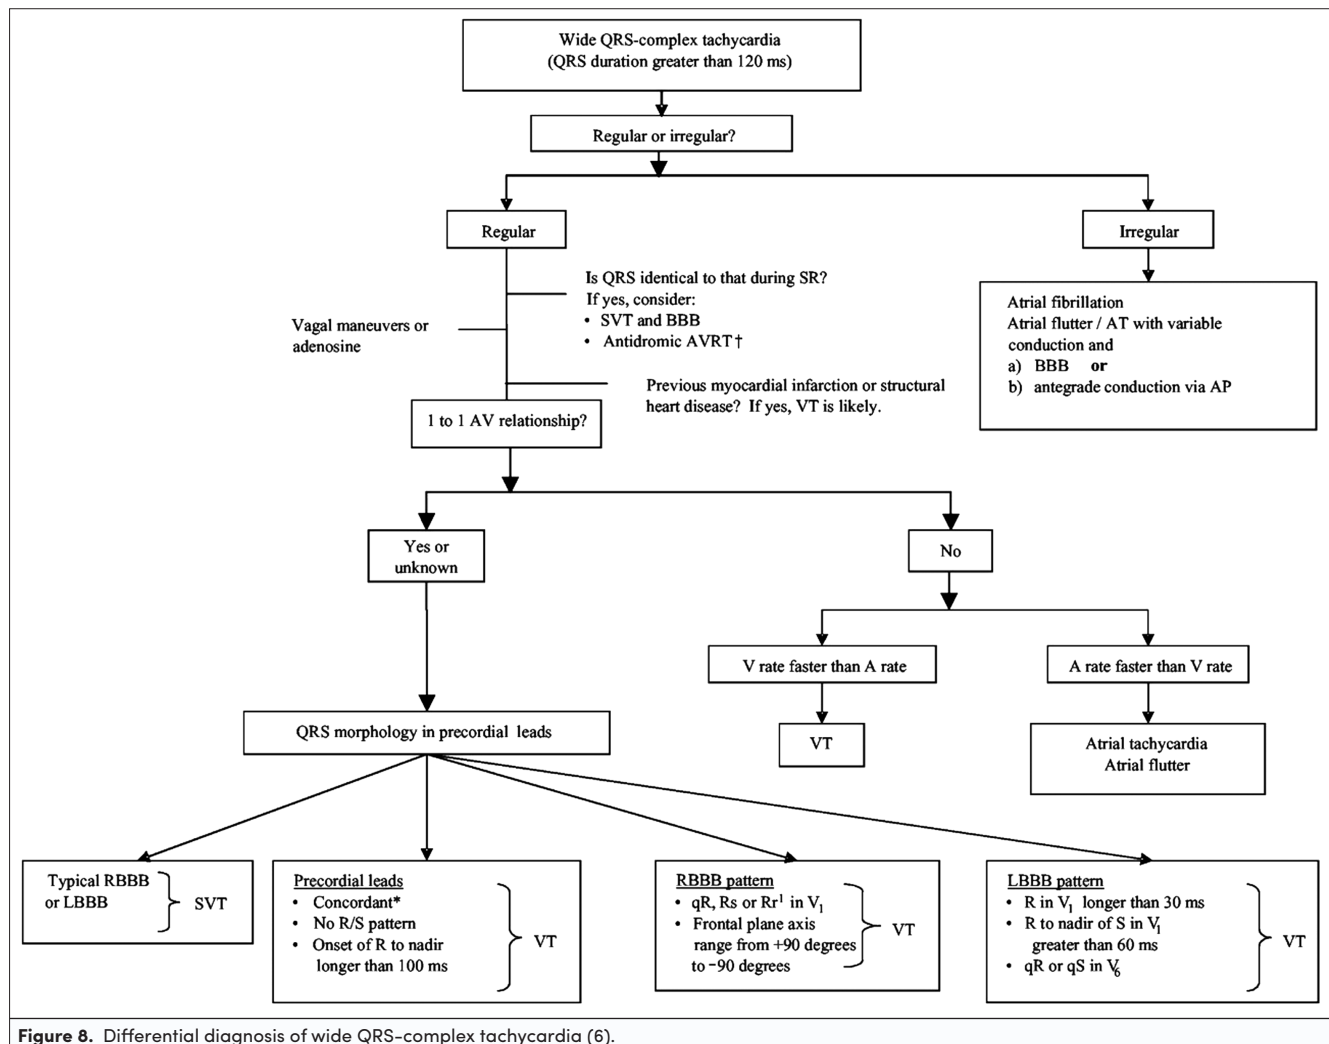 Wide QRS-complex tachycardia
(QRS duration greater than 120 ms)
Regular or irregular?
Regular
Irregular
Is QRS identical to that during SR?
If yes, consider:
• SVT and BBB
• Antidromic AVRT†
Vagal maneuvers or
adenosine
Previous myocardial infarction or structural
heart disease? If yes, VT is likely.
Atrial fibrillation
Atrial flutter / AT with variable
conduction and
a) BBB or
b) antegrade conduction via AP
1 to 1 AV relationship?
Yes or
unknown
No
V rate faster than A rate
A rate faster than V rate
QRS morphology in precordial leads
VT
Atrial tachycardia
Atrial flutter
Typical RBBB
or LBBB
SVT
Precordial leads
• Concordant*
• No R/S pattern
• Onset of R to nadir
longer than 100 ms
VT
RBBB pattern
• qR, Rs or Rr¹ in V₁
• Frontal plane axis
range from +90 degrees
to −90 degrees
VT
LBBB pattern
• R in V₁ longer than 30 ms
• R to nadir of S in V₁
greater than 60 ms
• qR or qS in V₆
VT
Figure 8. Differential diagnosis of wide QRS-complex tachycardia (6).